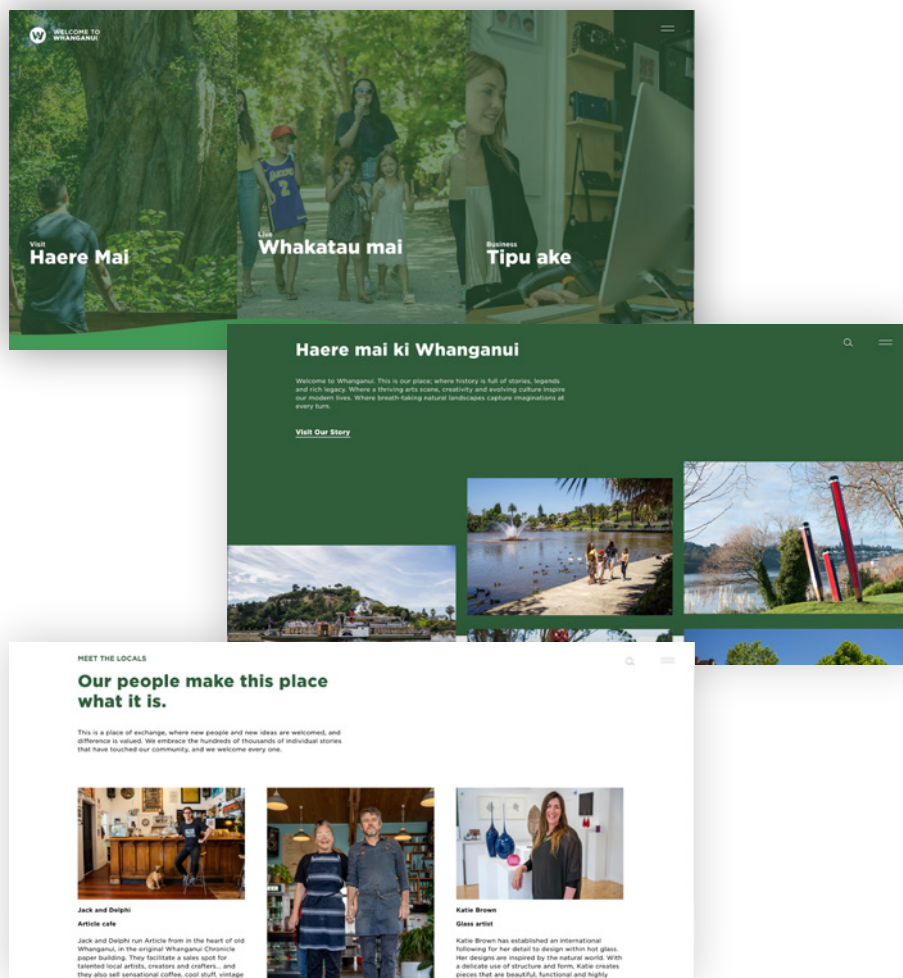 WELCOME TO
WHANGANUI
Visit
Haere Mai
Live
Whakatau mai
Business
Tipu ake
Haere mai ki Whanganui
Welcome to Whanganui. This is our place; where history is full of stories, legends
and rich legacy. Where a thriving arts scene, creativity and evolving culture inspire
our modern lives. Where breath-taking natural landscapes capture imaginations at
every turn.
Visit Our Story
MEET THE LOCALS
Our people make this place
what it is.
This is a place of exchange, where new people and new ideas are welcomed, and
difference is valued. We embrace the hundreds of thousands of individual stories
that have touched our community, and we welcome every one.
Jack and Delphi
Article cafe
Jack and Delphi run Article from in the heart of old
Whanganui, in the original Whanganui Chronicle
paper building. They facilitate a sales spot for
talented local artists, creators and crafters... and
they also sell sensational coffee, cool stuff, vintage
Katie Brown
Glass artist
Katie Brown has established an international
following for her detail to design within hot glass.
Her designs are inspired by the natural world. With
a delicate use of structure and form, Katie creates
pieces that are beautiful, functional and highly